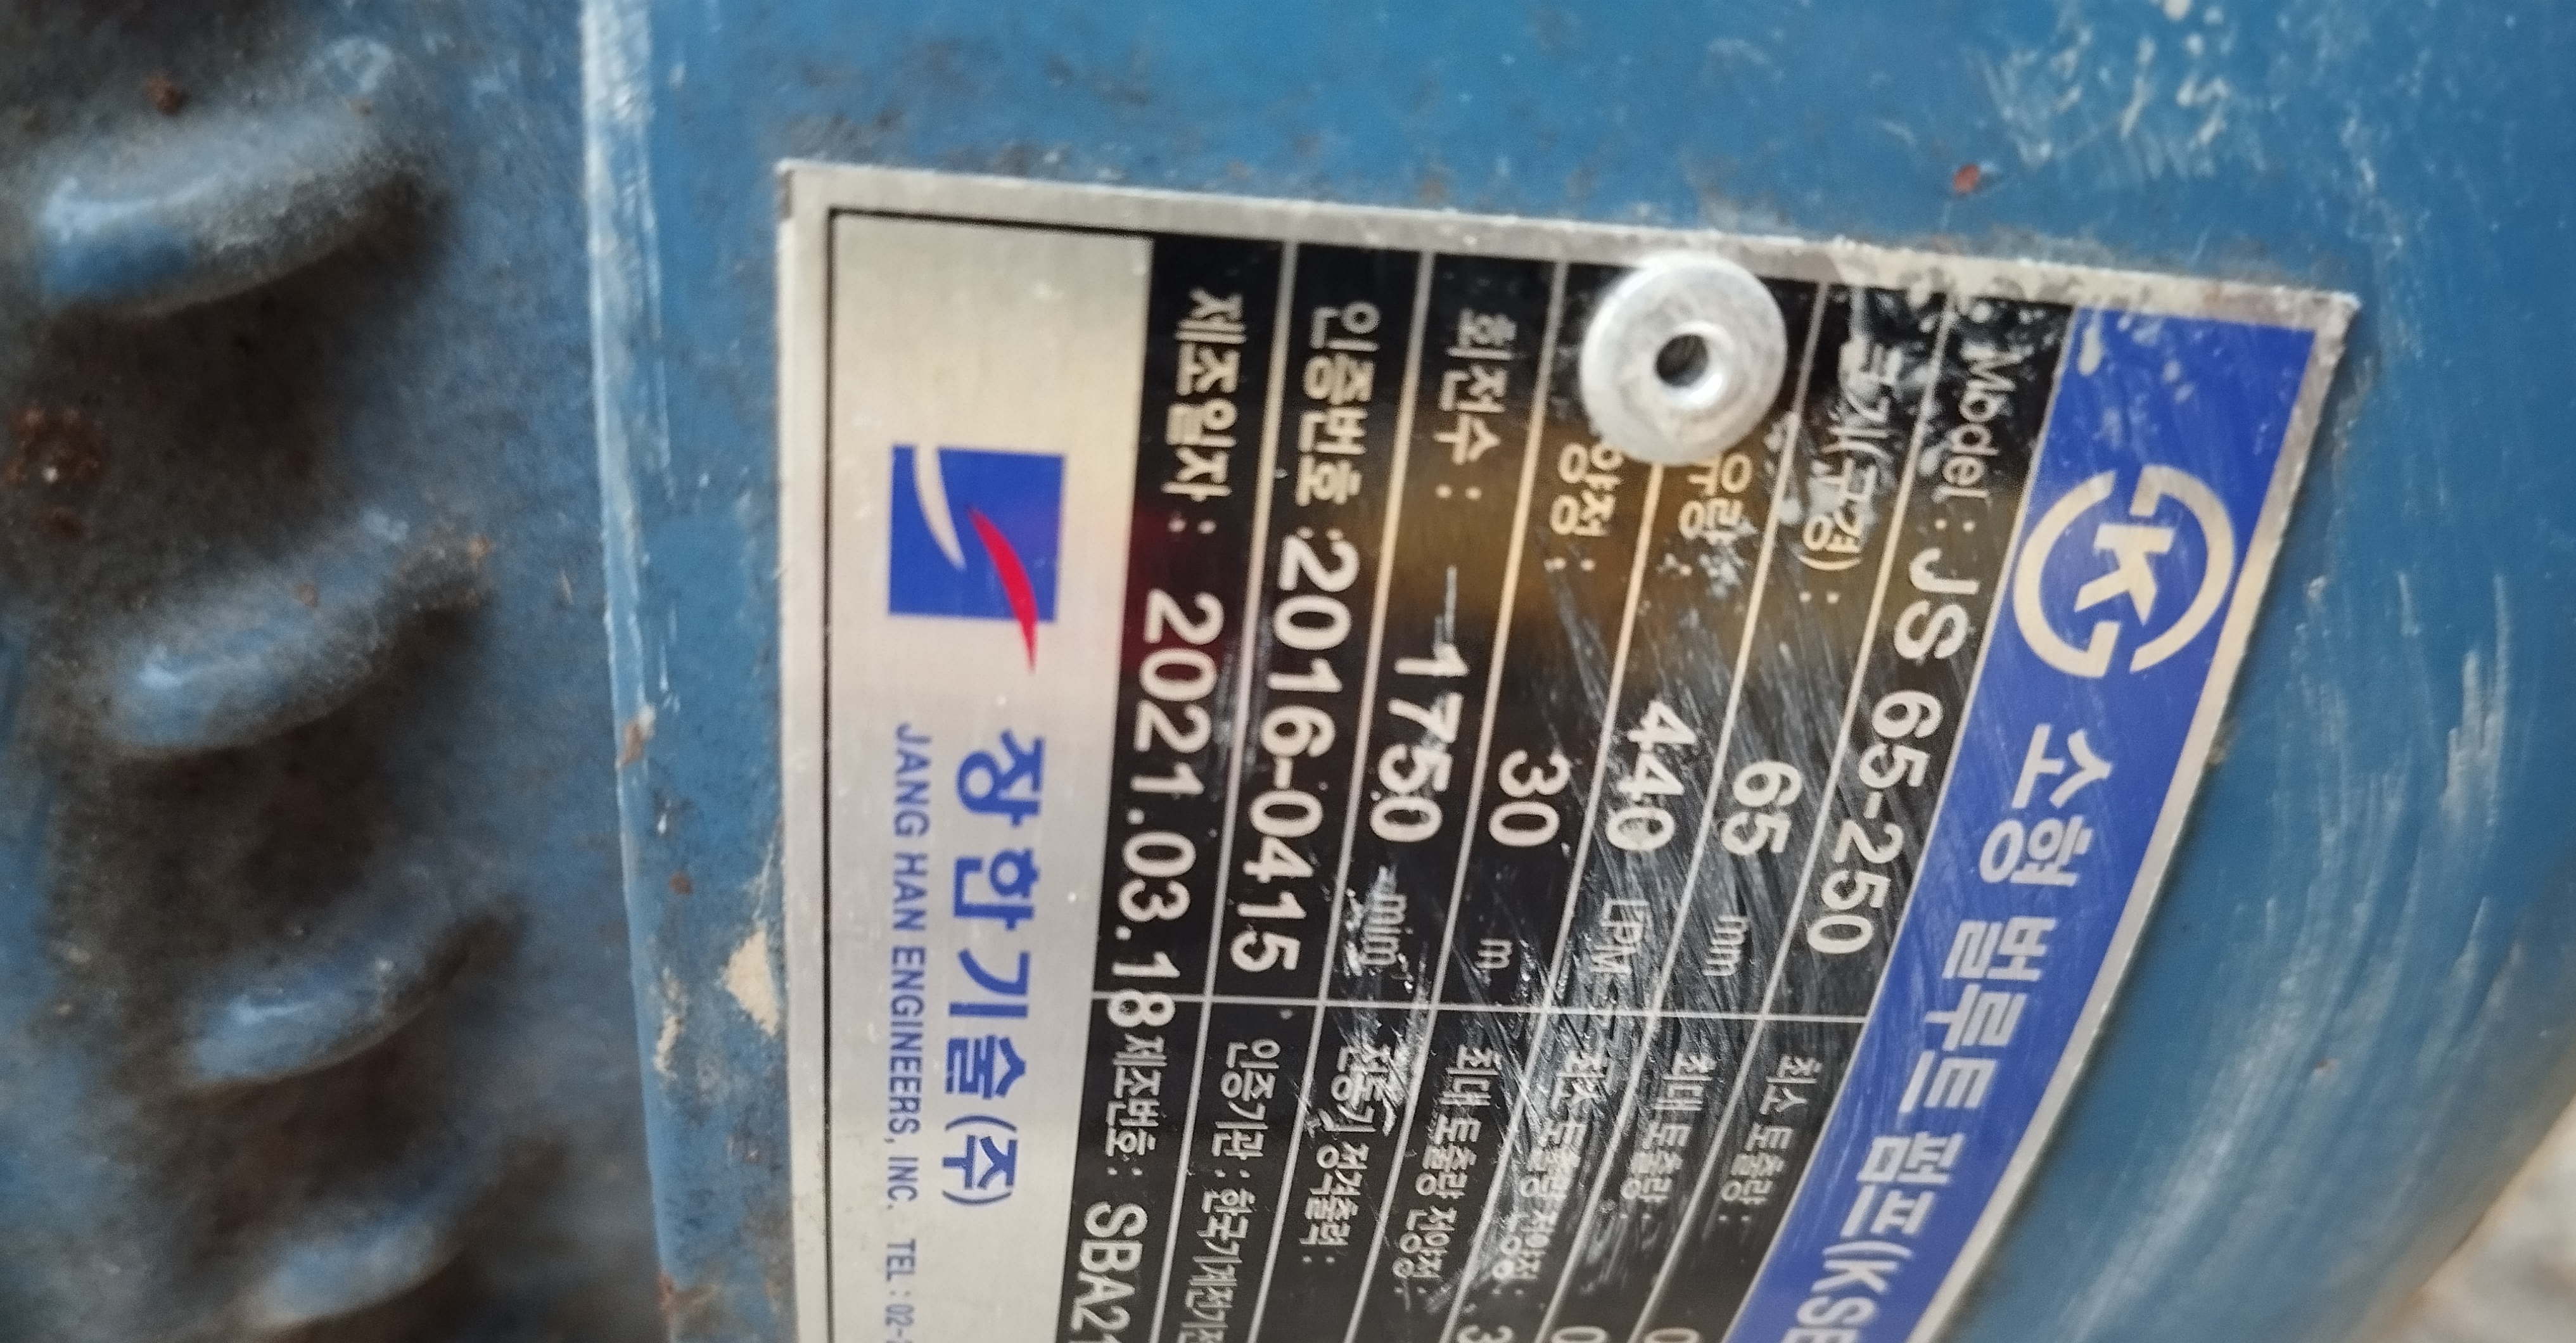 소형 벌루트 펌프(KSB
Model : JS 65-250
크기(구경) : 65 mm 최소 토출량 :
유량 : 440 LPM 최대 토출량 :
양정 : 30 m 최소 토출량 전양정 :
회전수 : 1750 min 최대 토출량 전양정 :
인증번호 : 2016-0415 전동기 정격출력 :
제조일자 : 2021.03.18 인증기관 : 한국기계전기전
제조번호 : SBA21
장한기술(주)
JANG HAN ENGINEERS, INC. TEL : 02-